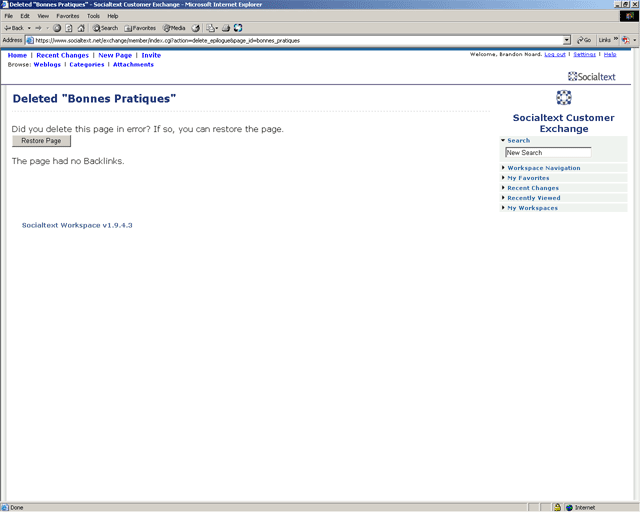 Deleted "Bonnes Pratiques" - Socialtext Customer Exchange - Microsoft Internet Explorer
File Edit View Favorites Tools Help
Back Search Favorites Media
Address https://www.socialtext.net/exchange/member/index.cgi?action=delete_epilogue&page_id=bonnes_pratiques Go Links »
Home | Recent Changes | New Page | Invite
Welcome, Brandon Noard. Log out | Settings | Help
Browse: Weblogs | Categories | Attachments
Socialtext
Deleted "Bonnes Pratiques"
Did you delete this page in error? If so, you can restore the page.
Restore Page
The page had no Backlinks.
Socialtext Workspace v1.9.4.3
Socialtext Customer
Exchange
Search
New Search
Workspace Navigation
My Favorites
Recent Changes
Recently Viewed
My Workspaces
Done Internet